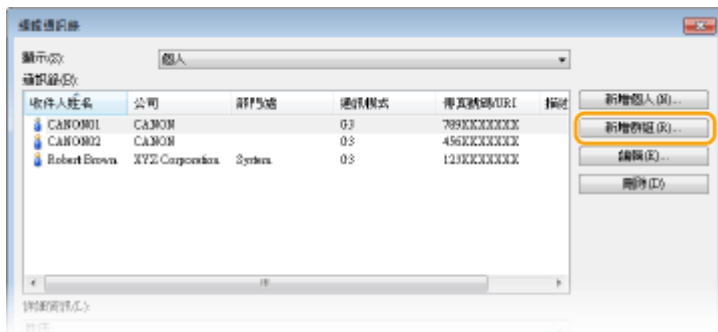 編輯通訊錄
顯示(S):
個人
通訊錄(B):
收件人姓名 公司 部門/處 通訊模式 傳真號碼/URI 描述
CANON01 CANON G3 789XXXXXXX
CANON02 CANON G3 456XXXXXXX
Robert Brown XYZ Corporation System G3 123XXXXXXX
新增個人(N)...
新增群組(R)...
編輯(E)...
刪除(D)
詳細資訊(L):